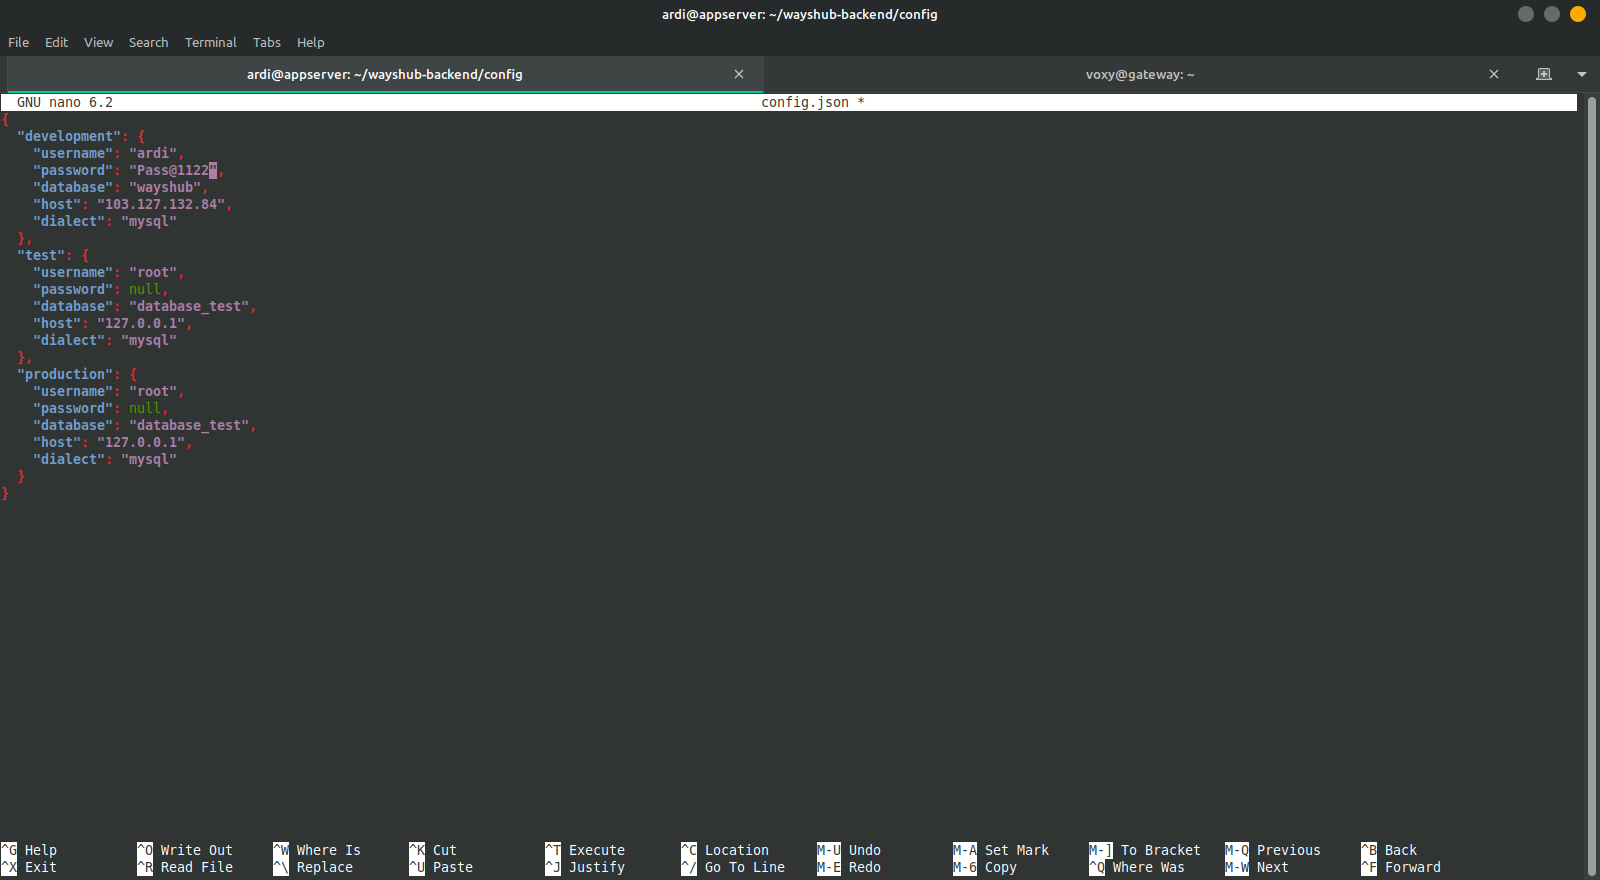 ardi@appserver: ~/wayshub-backend/config
File Edit View Search Terminal Tabs Help
ardi@appserver: ~/wayshub-backend/config × voxy@gateway: ~ ×
GNU nano 6.2 config.json *
{
  "development": {
    "username": "ardi",
    "password": "Pass@1122",
    "database": "wayshub",
    "host": "103.127.132.84",
    "dialect": "mysql"
  },
  "test": {
    "username": "root",
    "password": null,
    "database": "database_test",
    "host": "127.0.0.1",
    "dialect": "mysql"
  },
  "production": {
    "username": "root",
    "password": null,
    "database": "database_test",
    "host": "127.0.0.1",
    "dialect": "mysql"
  }
}
^G Help ^O Write Out ^W Where Is ^K Cut ^T Execute ^C Location M-U Undo M-A Set Mark M-] To Bracket M-Q Previous ^B Back
^X Exit ^R Read File ^\ Replace ^U Paste ^J Justify ^/ Go To Line M-E Redo M-6 Copy ^Q Where Was M-W Next ^F Forward